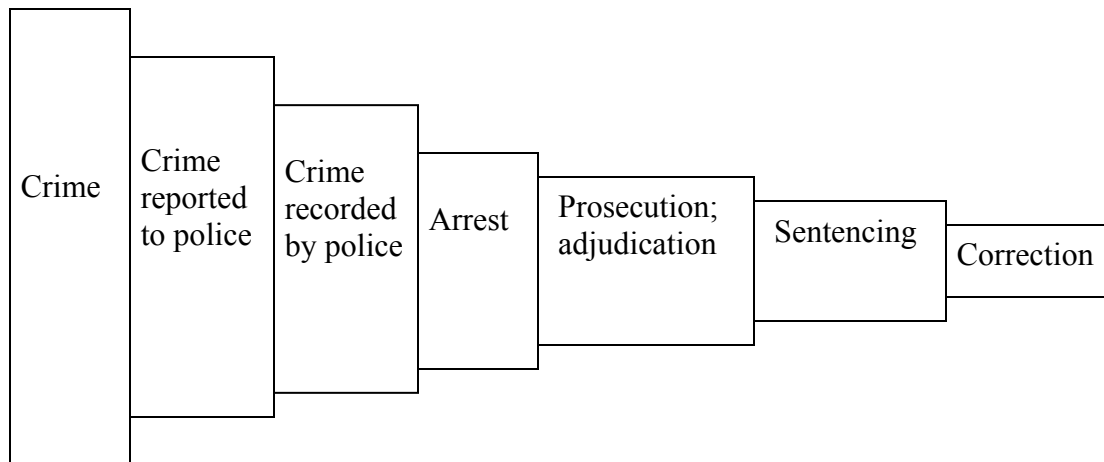 Crime
Crime
reported
to police
Crime
recorded
by police
Arrest
Prosecution;
adjudication
Sentencing
Correction